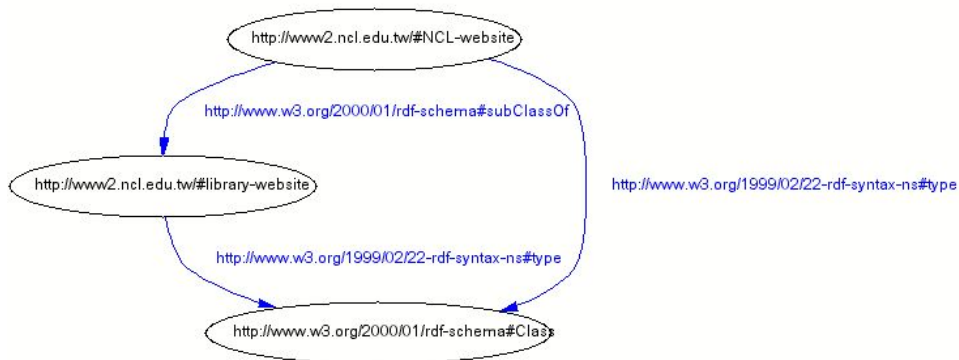 http://www2.ncl.edu.tw/#NCL-website
http://www.w3.org/2000/01/rdf-schema#subClassOf
http://www2.ncl.edu.tw/#library-website
http://www.w3.org/1999/02/22-rdf-syntax-ns#type
http://www.w3.org/1999/02/22-rdf-syntax-ns#type
http://www.w3.org/2000/01/rdf-schema#Class